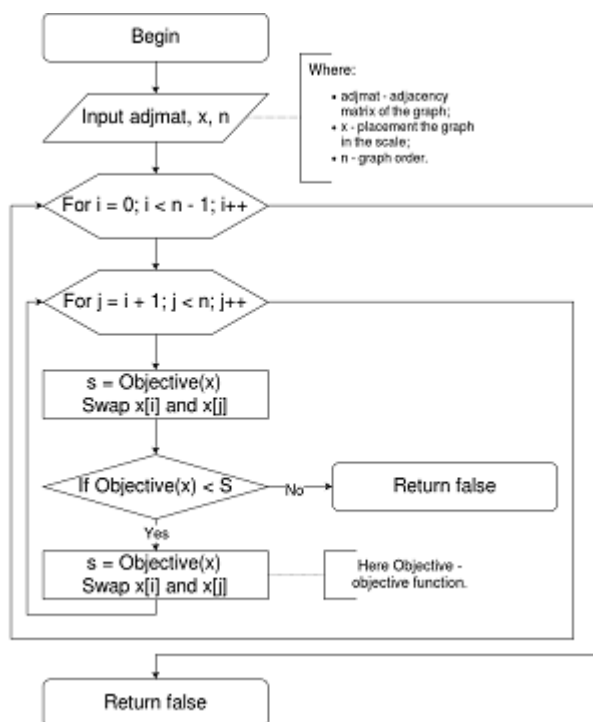 Begin
Input adjmat, x, n
Where:
• adjmat - adjacency
matrix of the graph;
• x - placement the graph
in the scale;
• n - graph order.
For i = 0; i < n - 1; i++
For j = i + 1; j < n; j++
s = Objective(x)
Swap x[i] and x[j]
If Objective(x) < S
No
Return false
Yes
s = Objective(x)
Swap x[i] and x[j]
Here Objective -
objective function.
Return false